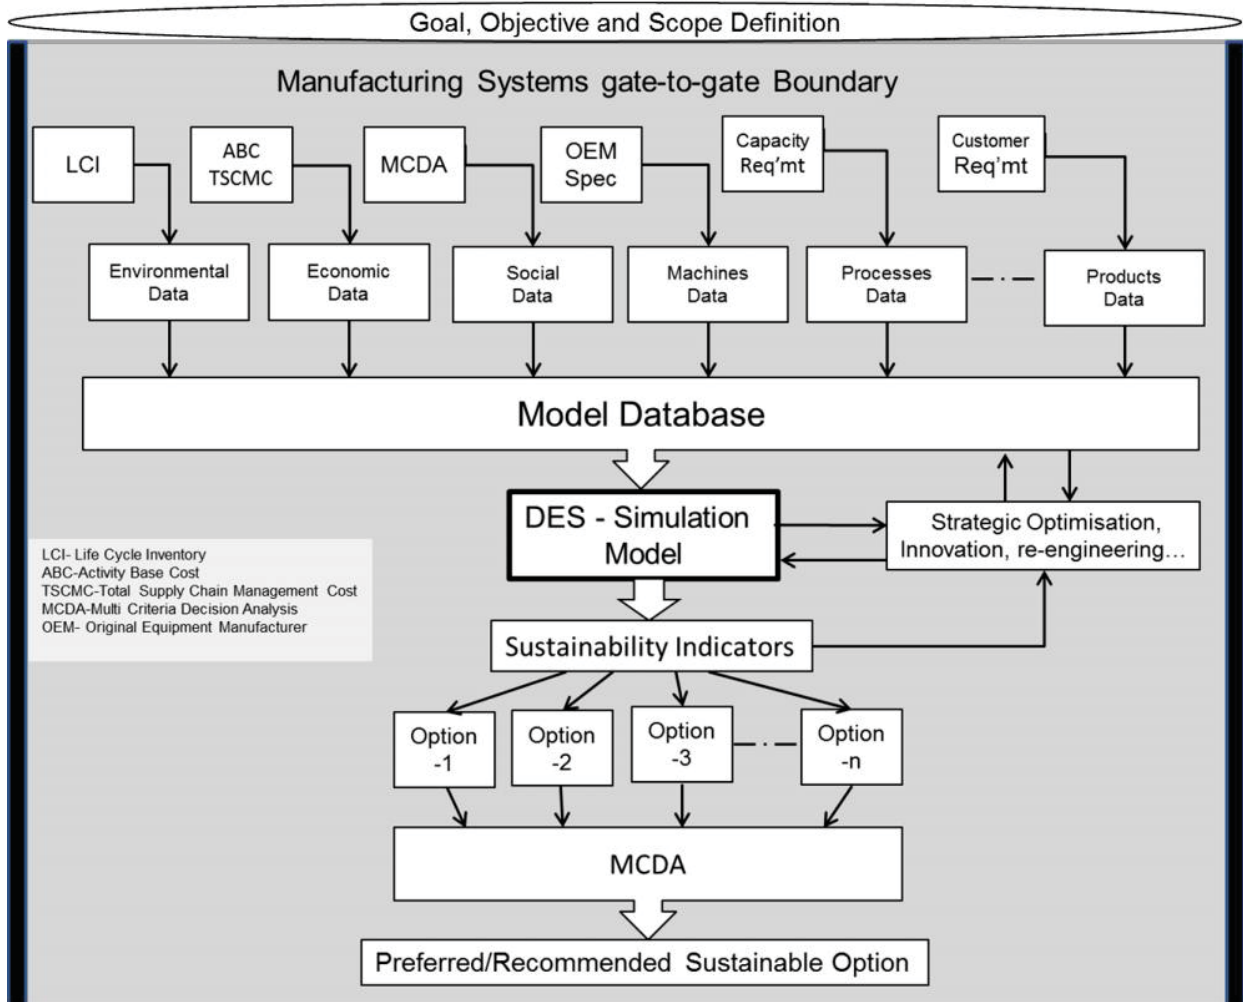 Goal, Objective and Scope Definition
Manufacturing Systems gate-to-gate Boundary
LCI
ABC
TSCMC
MCDA
OEM
Spec
Capacity
Req'mt
Customer
Req'mt
Environmental
Data
Economic
Data
Social
Data
Machines
Data
Processes
Data
Products
Data
Model Database
DES - Simulation
Model
Strategic Optimisation,
Innovation, re-engineering...
LCI- Life Cycle Inventory
ABC-Activity Base Cost
TSCMC-Total Supply Chain Management Cost
MCDA-Multi Criteria Decision Analysis
OEM- Original Equipment Manufacturer
Sustainability Indicators
Option
-1
Option
-2
Option
-3
Option
-n
MCDA
Preferred/Recommended Sustainable Option